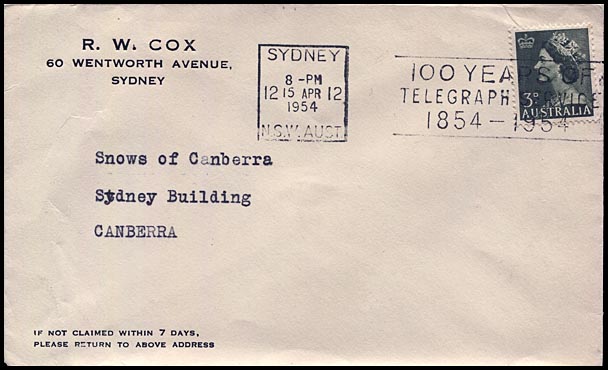 R. W. COX
60 WENTWORTH AVENUE,
SYDNEY
SYDNEY
8 -PM
12 15 APR 12
1954
N.S.W. AUST
100 YEARS OF
TELEGRAPH SERVICE
1854 - 1954
3D
AUSTRALIA
Snows of Canberra
Sydney Building
CANBERRA
IF NOT CLAIMED WITHIN 7 DAYS,
PLEASE RETURN TO ABOVE ADDRESS